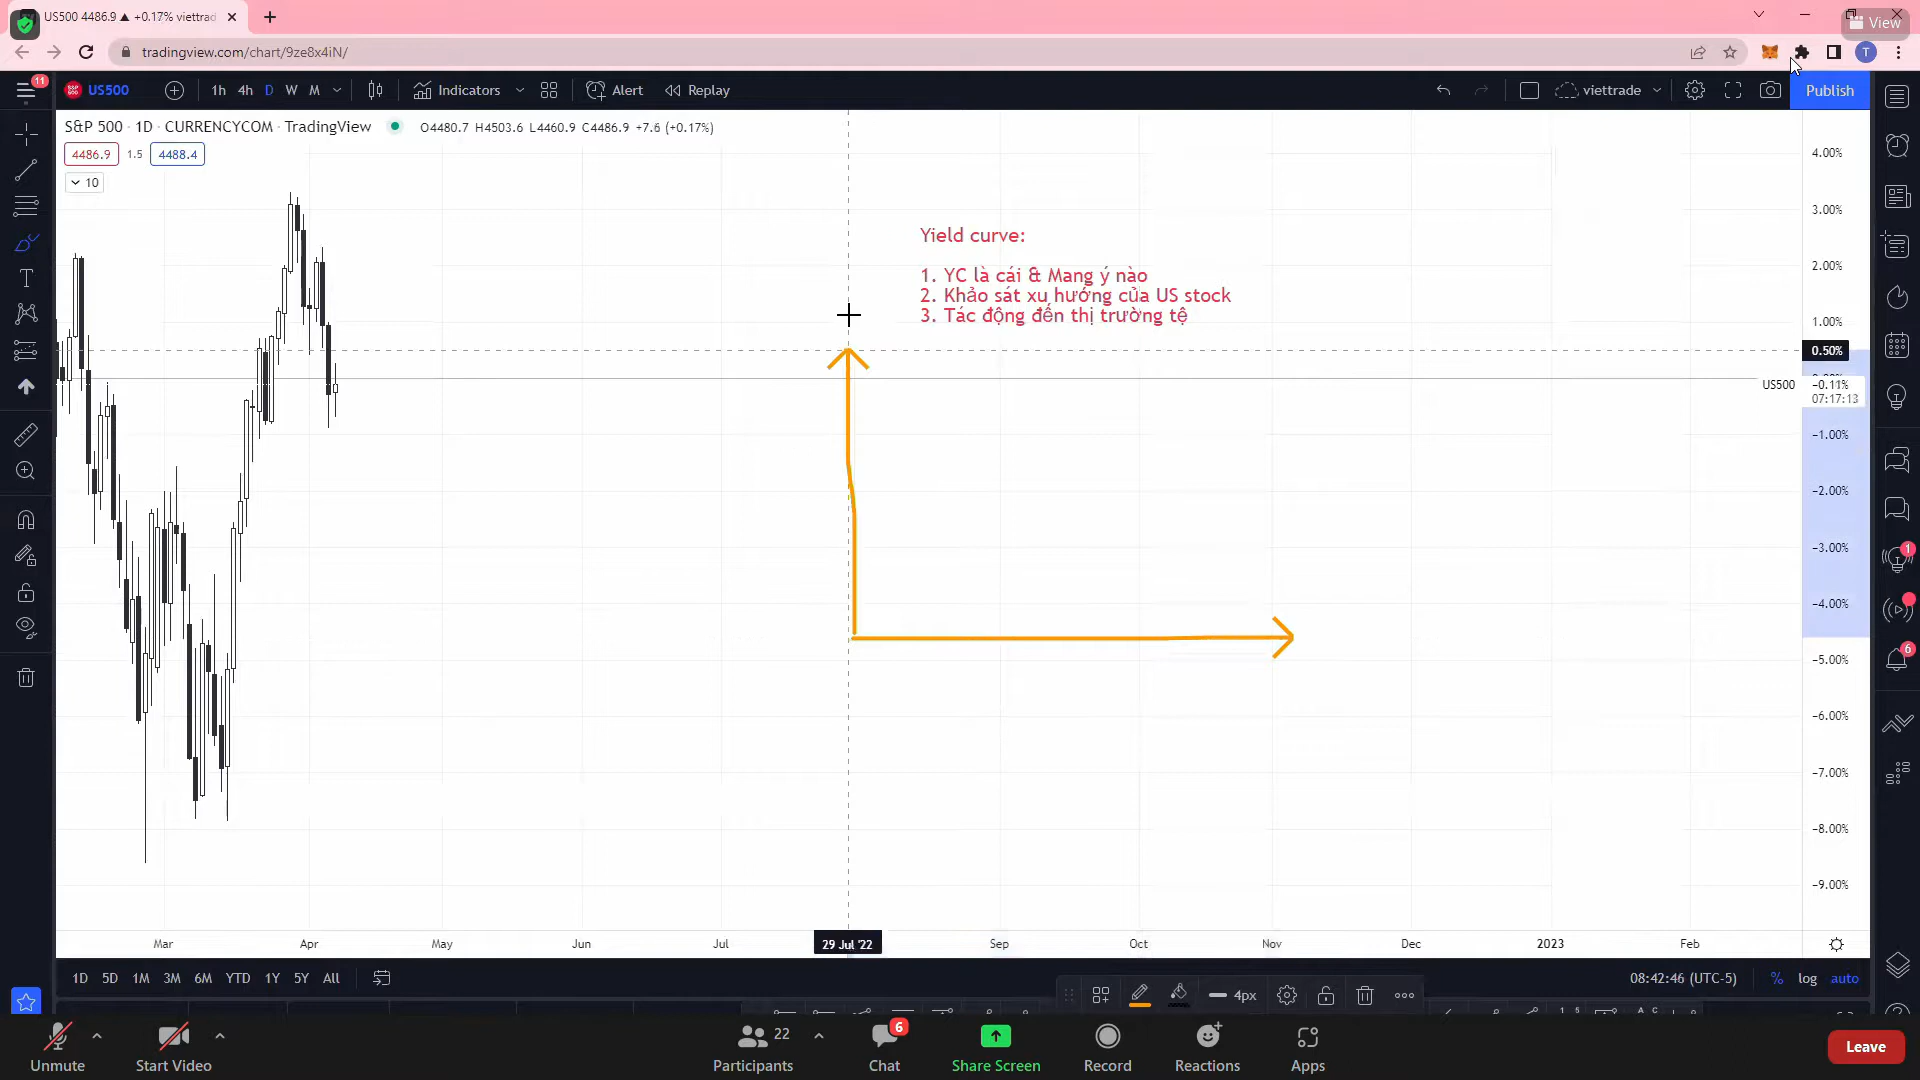 US500 4486.9 ▲ +0.17% viettrad
View
tradingview.com/chart/9ze8x4iN/
T
11
US500
1h 4h D W M
Indicators
Alert
Replay
viettrade
Publish
S&P 500 · 1D · CURRENCYCOM · TradingView
O4480.7 H4503.6 L4460.9 C4486.9 +7.6 (+0.17%)
4486.9 1.5 4488.4
10
Yield curve:
1. YC là cái & Mang ý nào
2. Khảo sát xu hướng của US stock
3. Tác động đến thị trường tệ
4.00%
3.00%
2.00%
1.00%
0.50%
US500 −0.11%
07:17:13
−1.00%
−2.00%
−3.00%
−4.00%
−5.00%
−6.00%
−7.00%
−8.00%
−9.00%
1
6
Mar Apr May Jun Jul 29 Jul '22 Sep Oct Nov Dec 2023 Feb
1D 5D 1M 3M 6M YTD 1Y 5Y All
08:42:46 (UTC-5) % log auto
4px
Unmute
Start Video
22
Participants
6
Chat
Share Screen
Record
Reactions
Apps
Leave